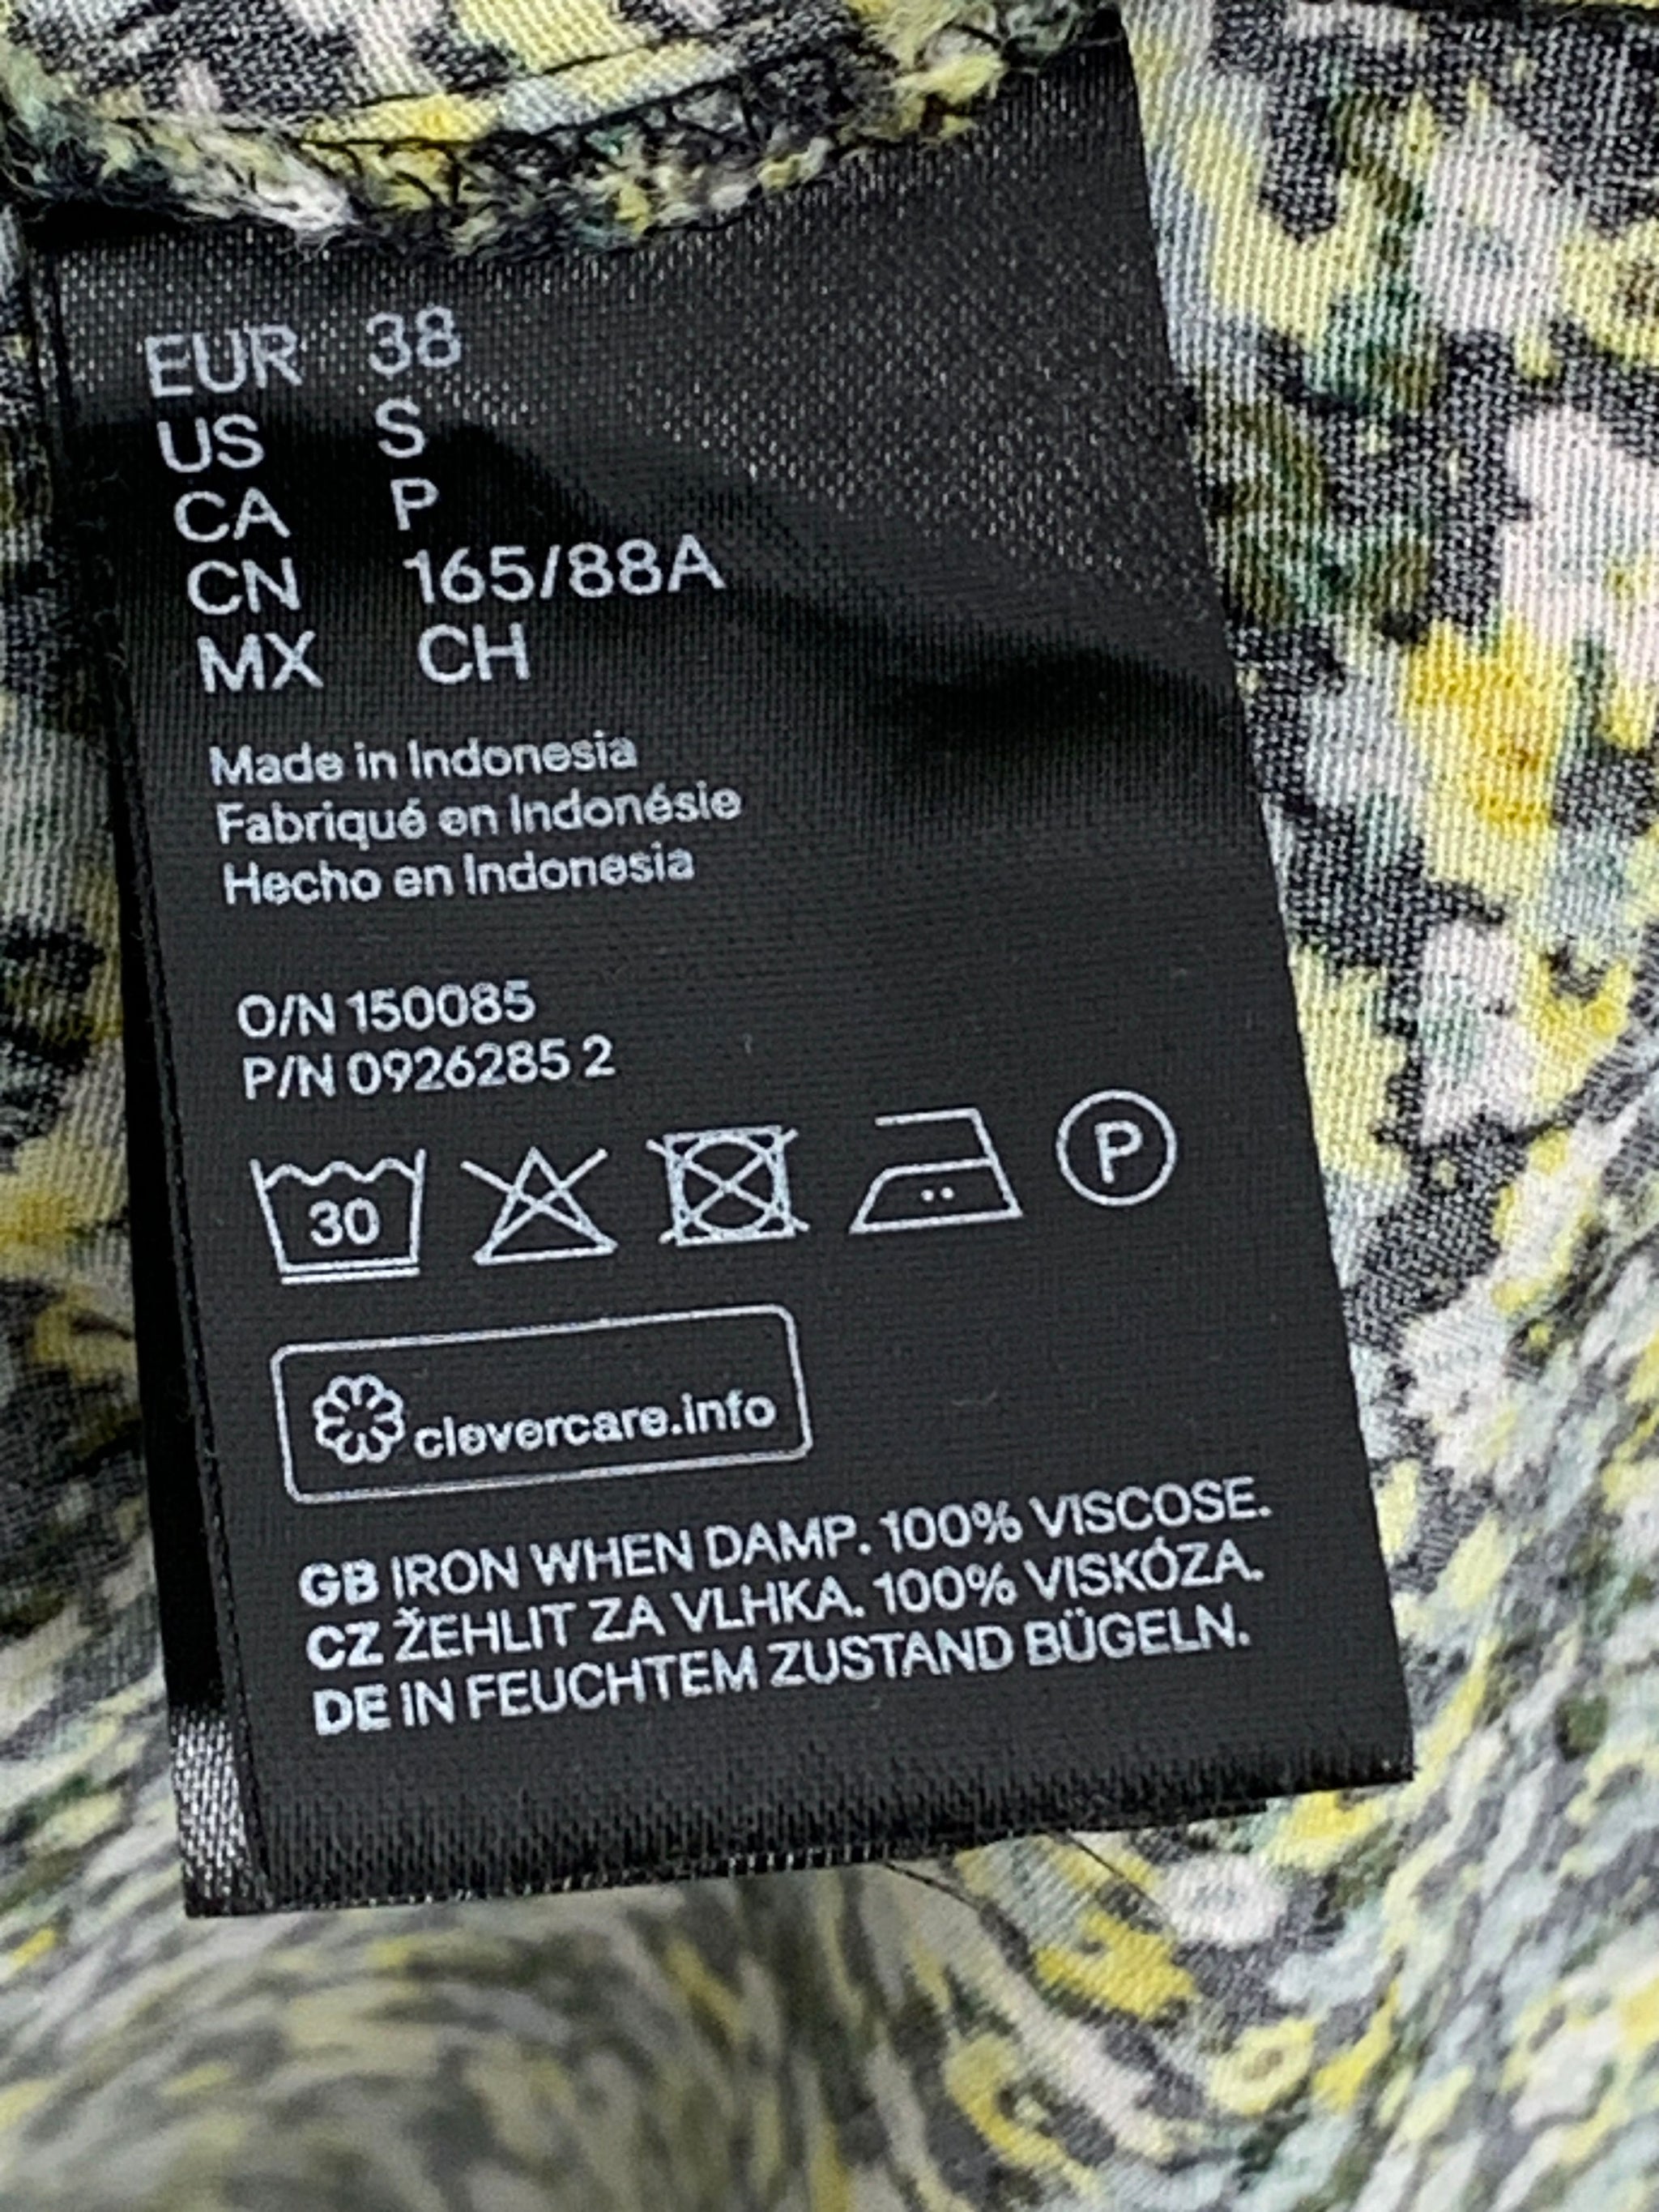 EUR 38
US S
CA P
CN 165/88A
MX CH
Made in Indonesia
Fabriqué en Indonésie
Hecho en Indonesia
O/N 150085
P/N 0926285 2
30 P
clevercare.info
GB IRON WHEN DAMP. 100% VISCOSE.
CZ ŽEHLIT ZA VLHKA. 100% VISKÓZA.
DE IN FEUCHTEM ZUSTAND BÜGELN.